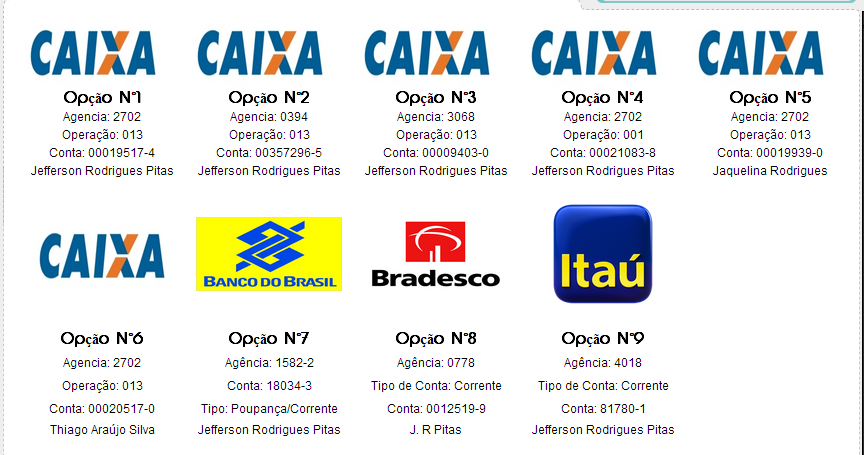 CAIXA CAIXA CAIXA CAIXA CAIXA
Opção N°1 Opção N°2 Opção N°3 Opção N°4 Opção N°5
Agencia: 2702 Agencia: 0394 Agencia: 3068 Agencia: 2702 Agencia: 2702
Operação: 013 Operação: 013 Operação: 013 Operação: 001 Operação: 013
Conta: 00019517-4 Conta: 00357296-5 Conta: 00009403-0 Conta: 00021083-8 Conta: 00019939-0
Jefferson Rodrigues Pitas Jefferson Rodrigues Pitas Jefferson Rodrigues Pitas Jefferson Rodrigues Pitas Jaquelina Rodrigues
CAIXA BANCO DO BRASIL Bradesco Itaú
Opção N°6 Opção N°7 Opção N°8 Opção N°9
Agencia: 2702 Agência: 1582-2 Agência: 0778 Agência: 4018
Operação: 013 Conta: 18034-3 Tipo de Conta: Corrente Tipo de Conta: Corrente
Conta: 00020517-0 Tipo: Poupança/Corrente Conta: 0012519-9 Conta: 81780-1
Thiago Araújo Silva Jefferson Rodrigues Pitas J. R Pitas Jefferson Rodrigues Pitas